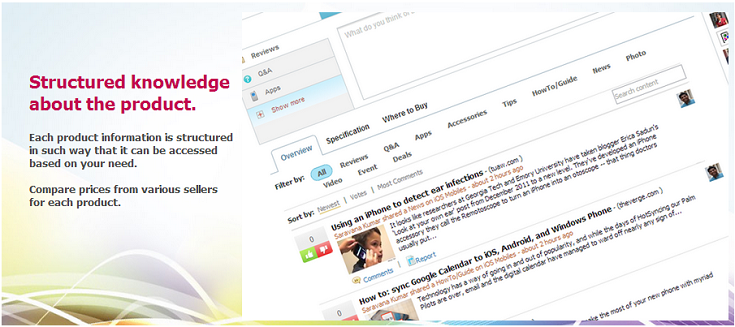 Structured knowledge
about the product.
Each product information is structured
in such way that it can be accessed
based on your need.
Compare prices from various sellers
for each product.
What do you think of
Reviews
Q&A
Apps
Show more
Overview
Specification
Where to Buy
Filter by:
All
Reviews
Q&A
Apps
Accessories
Tips
HowTo/Guide
News
Photo
Video
Event
Deals
Search content
Sort by: Newest | Votes | Most Comments
0
Using an iPhone to detect ear infections - (tuaw.com)
Saravana Kumar shared a News on iOS Mobiles - about 2 hours ago
It looks like researchers at Georgia Tech and Emory University have taken blogger Erica Sadun's
'Look at your own ear' post from December 2011 to a new level. They've developed an iPhone
accessory they call the Remotoscope to turn an iPhone into an otoscope -- that thing doctors
usually put...
Comments | Report
0
How to: sync Google Calendar to iOS, Android, and Windows Phone - (theverge.com)
Saravana Kumar shared a HowTo/Guide on iOS Mobiles - about 2 hours ago
Technology has a way of going in and out of popularity, and while the days of HotSyncing our Palm
Pilots are over, email and the digital calendar have managed to ward off nearly any sign of...
Comments
Report
0
make the most of your new phone with myriad